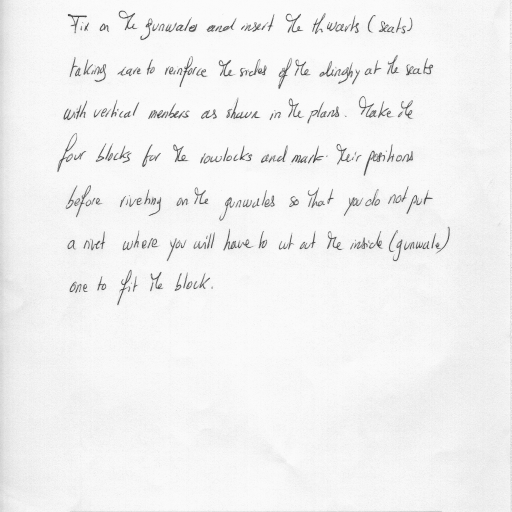 Fix on the gunwales and insert the thwarts (seats)
taking care to reinforce the sides of the dinghy at the seats
with vertical members as shown in the plans. Make the
four blocks for the rowlocks and mark their positions
before riveting on the gunwales so that you do not put
a rivet where you will have to cut out the inside (gunwale)
one to fit the block.